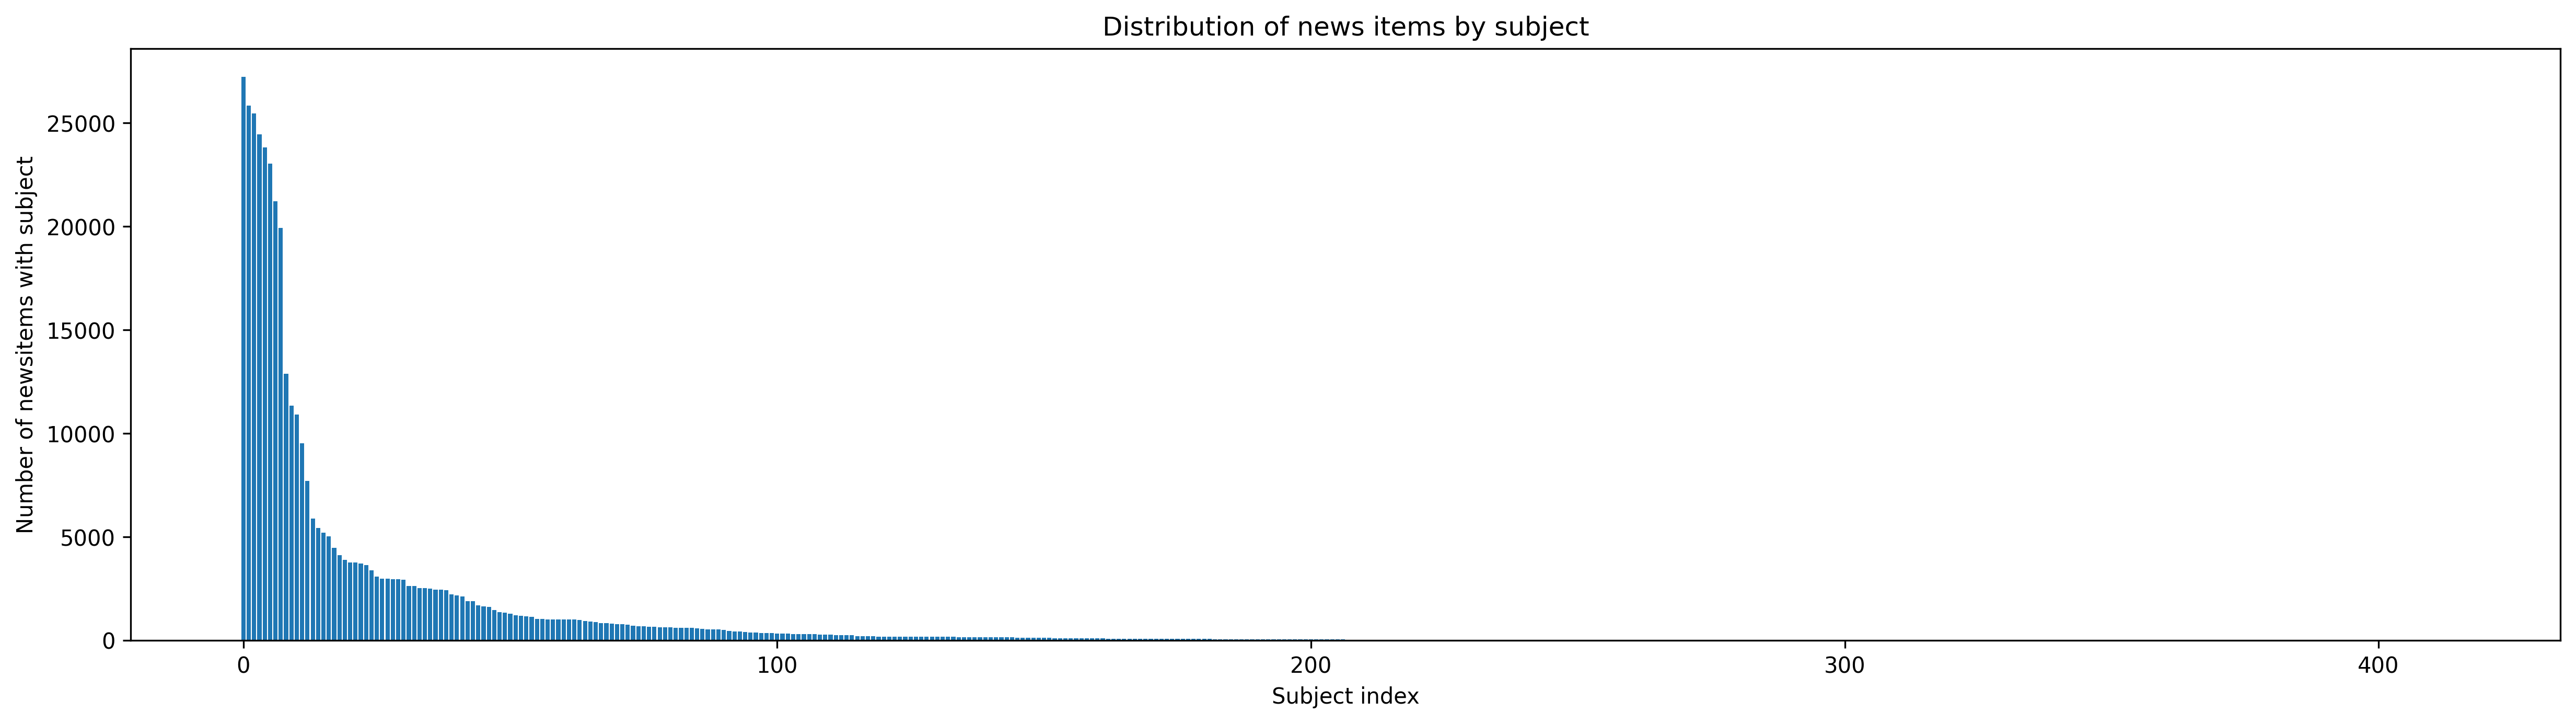 Distribution of news items by subject
Number of newsitems with subject
25000
20000
15000
10000
5000
0
0 100 200 300 400
Subject index